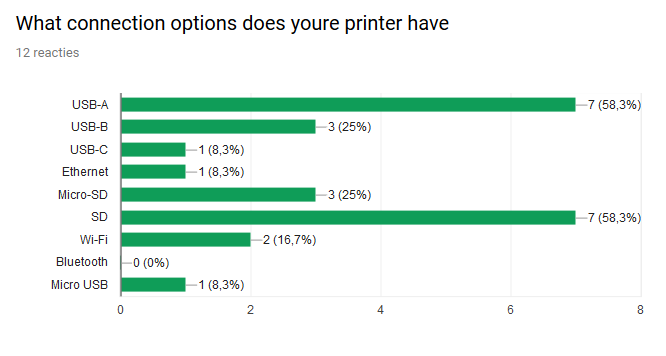 What connection options does youre printer have
12 reacties
USB-A 7 (58,3%)
USB-B 3 (25%)
USB-C 1 (8,3%)
Ethernet 1 (8,3%)
Micro-SD 3 (25%)
SD 7 (58,3%)
Wi-Fi 2 (16,7%)
Bluetooth 0 (0%)
Micro USB 1 (8,3%)
0 2 4 6 8